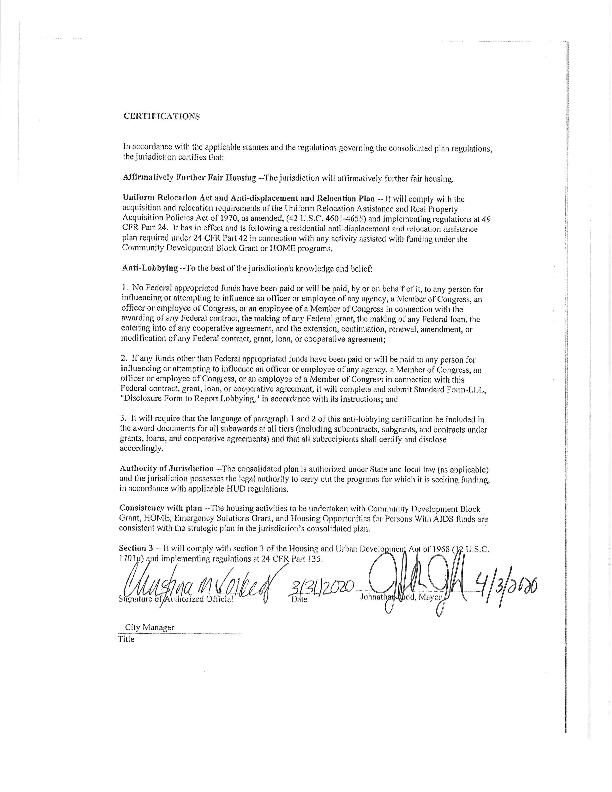 CERTIFICATIONS
In accordance with the applicable statutes and the regulations governing the consolidated plan regulations,
the jurisdiction certifies that:
Affirmatively Further Fair Housing --The jurisdiction will affirmatively further fair housing.
Uniform Relocation Act and Anti-displacement and Relocation Plan -- It will comply with the
acquisition and relocation requirements of the Uniform Relocation Assistance and Real Property
Acquisition Policies Act of 1970, as amended, (42 U.S.C. 4601-4655) and implementing regulations at 49
CFR Part 24. It has in effect and is following a residential anti-displacement and relocation assistance
plan required under 24 CFR Part 42 in connection with any activity assisted with funding under the
Community Development Block Grant or HOME programs.
Anti-Lobbying --To the best of the jurisdiction's knowledge and belief:
1. No Federal appropriated funds have been paid or will be paid, by or on behalf of it, to any person for
influencing or attempting to influence an officer or employee of any agency, a Member of Congress, an
officer or employee of Congress, or an employee of a Member of Congress in connection with the
awarding of any Federal contract, the making of any Federal grant, the making of any Federal loan, the
entering into of any cooperative agreement, and the extension, continuation, renewal, amendment, or
modification of any Federal contract, grant, loan, or cooperative agreement;
2. If any funds other than Federal appropriated funds have been paid or will be paid to any person for
influencing or attempting to influence an officer or employee of any agency, a Member of Congress, an
officer or employee of Congress, or an employee of a Member of Congress in connection with this
Federal contract, grant, loan, or cooperative agreement, it will complete and submit Standard Form-LLL,
"Disclosure Form to Report Lobbying," in accordance with its instructions; and
3. It will require that the language of paragraph 1 and 2 of this anti-lobbying certification be included in
the award documents for all subawards at all tiers (including subcontracts, subgrants, and contracts under
grants, loans, and cooperative agreements) and that all subrecipients shall certify and disclose
accordingly.
Authority of Jurisdiction --The consolidated plan is authorized under State and local law (as applicable)
and the jurisdiction possesses the legal authority to carry out the programs for which it is seeking funding,
in accordance with applicable HUD regulations.
Consistency with plan --The housing activities to be undertaken with Community Development Block
Grant, HOME, Emergency Solutions Grant, and Housing Opportunities for Persons With AIDS funds are
consistent with the strategic plan in the jurisdiction's consolidated plan.
Section 3 -- It will comply with section 3 of the Housing and Urban Development Act of 1968 (12 U.S.C.
1701u) and implementing regulations at 24 CFR Part 135.
3/31/2020 4/3/2020
Signature of Authorized Official Date Mayor
City Manager
Title